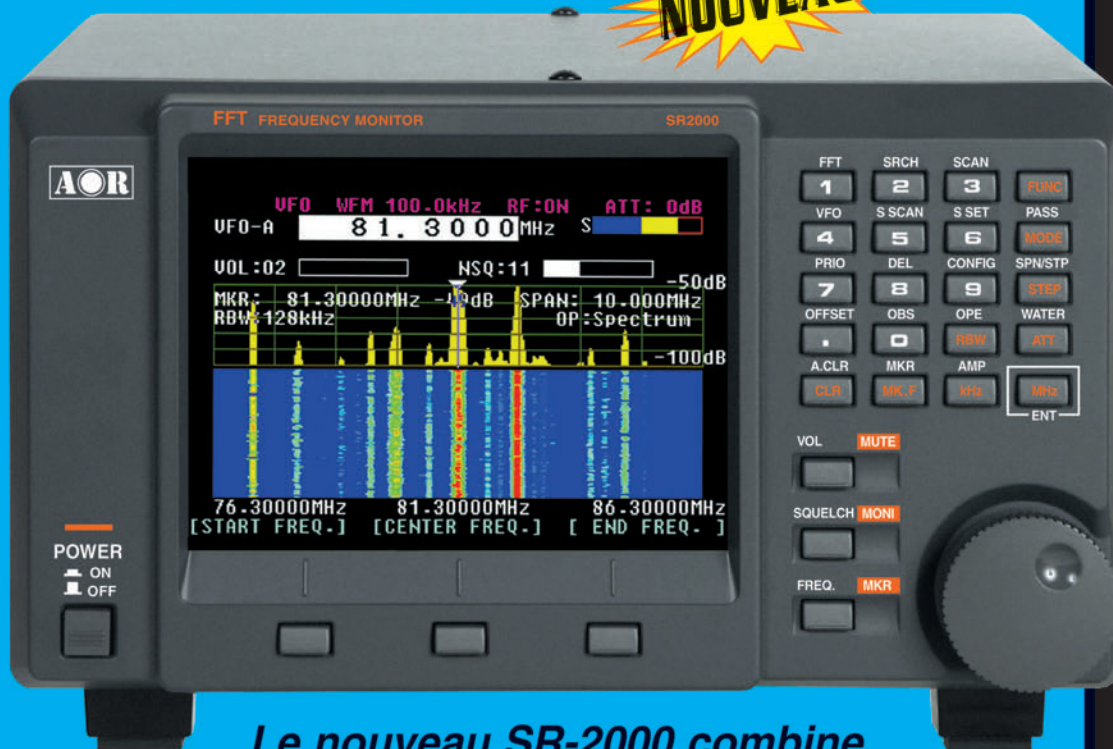 NOUVEAU
FFT FREQUENCY MONITOR SR2000
AOR
VFO WFM 100.0kHz RF:ON ATT: 0dB
VFO-A 81.3000MHz S
VOL:02 NSQ:11
-50dB
MKR: 81.30000MHz -49dB SPAN: 10.000MHz
RBW:128kHz OP:Spectrum
-100dB
76.30000MHz 81.30000MHz 86.30000MHz
[START FREQ.] [CENTER FREQ.] [ END FREQ. ]
POWER
ON
OFF
FFT SRCH SCAN
1 2 3 FUNC
VFO S SCAN S SET PASS
4 5 6 MODE
PRIO DEL CONFIG SPN/STP
7 8 9 STEP
OFFSET OBS OPE WATER
. 0 RBW ATT
A.CLR MKR AMP
CLR MK.F kHz MHz
ENT
VOL MUTE
SQUELCH MONI
FREQ. MKR
Le nouveau SR-2000 combine